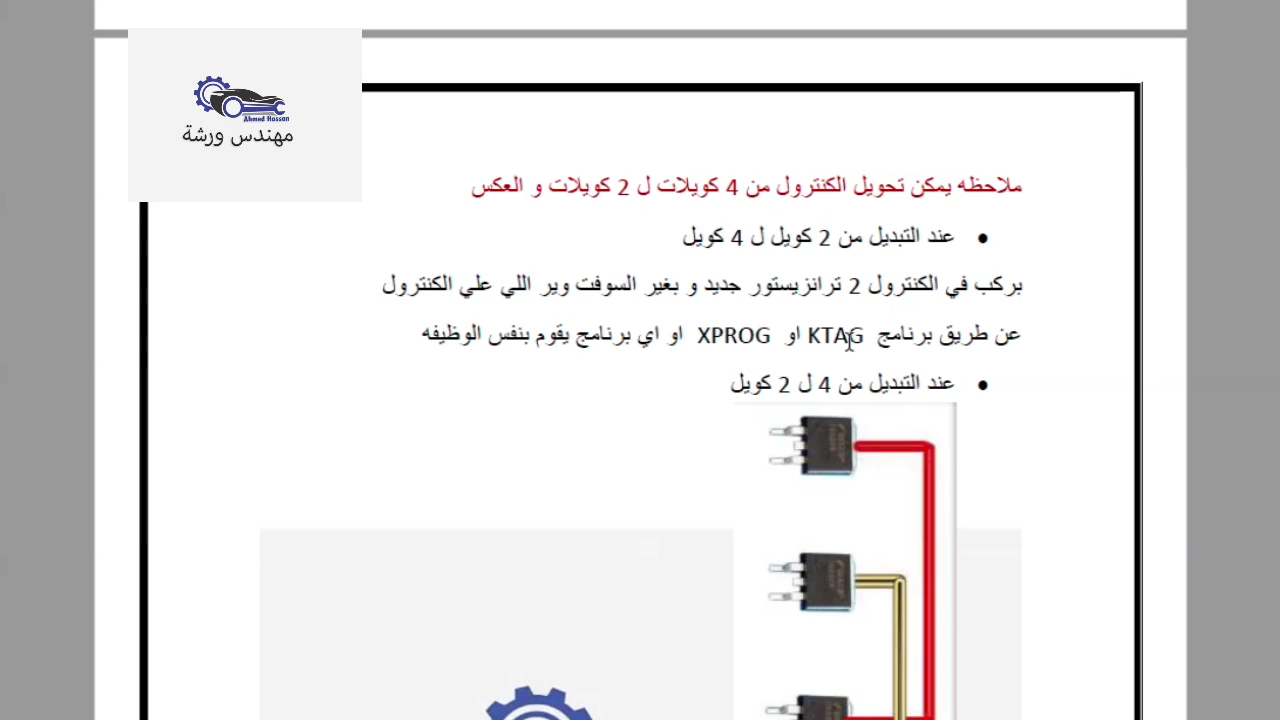 Ahmed Hassan
مهندس ورشة
ملاحظه يمكن تحويل الكنترول من 4 كويلات ل 2 كويلات و العكس
عند التبديل من 2 كويل ل 4 كويل
بركب في الكنترول 2 ترانزيستور جديد و بغير السوفت وير اللي علي الكنترول
عن طريق برنامج KTAG او XPROG او اي برنامج يقوم بنفس الوظيفه
عند التبديل من 4 ل 2 كويل